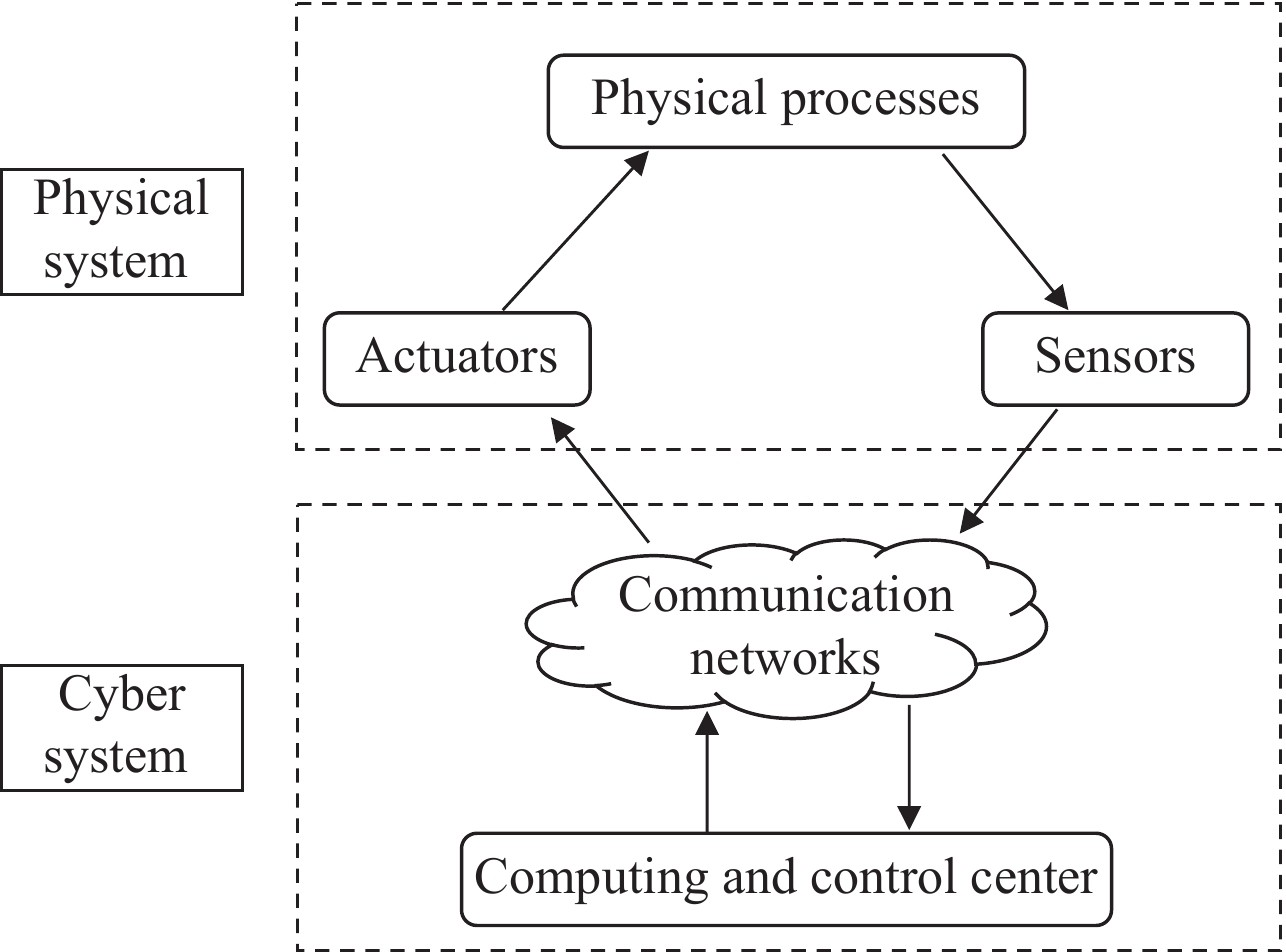 Physical processes
Physical
system
Actuators
Sensors
Communication
networks
Cyber
system
Computing and control center